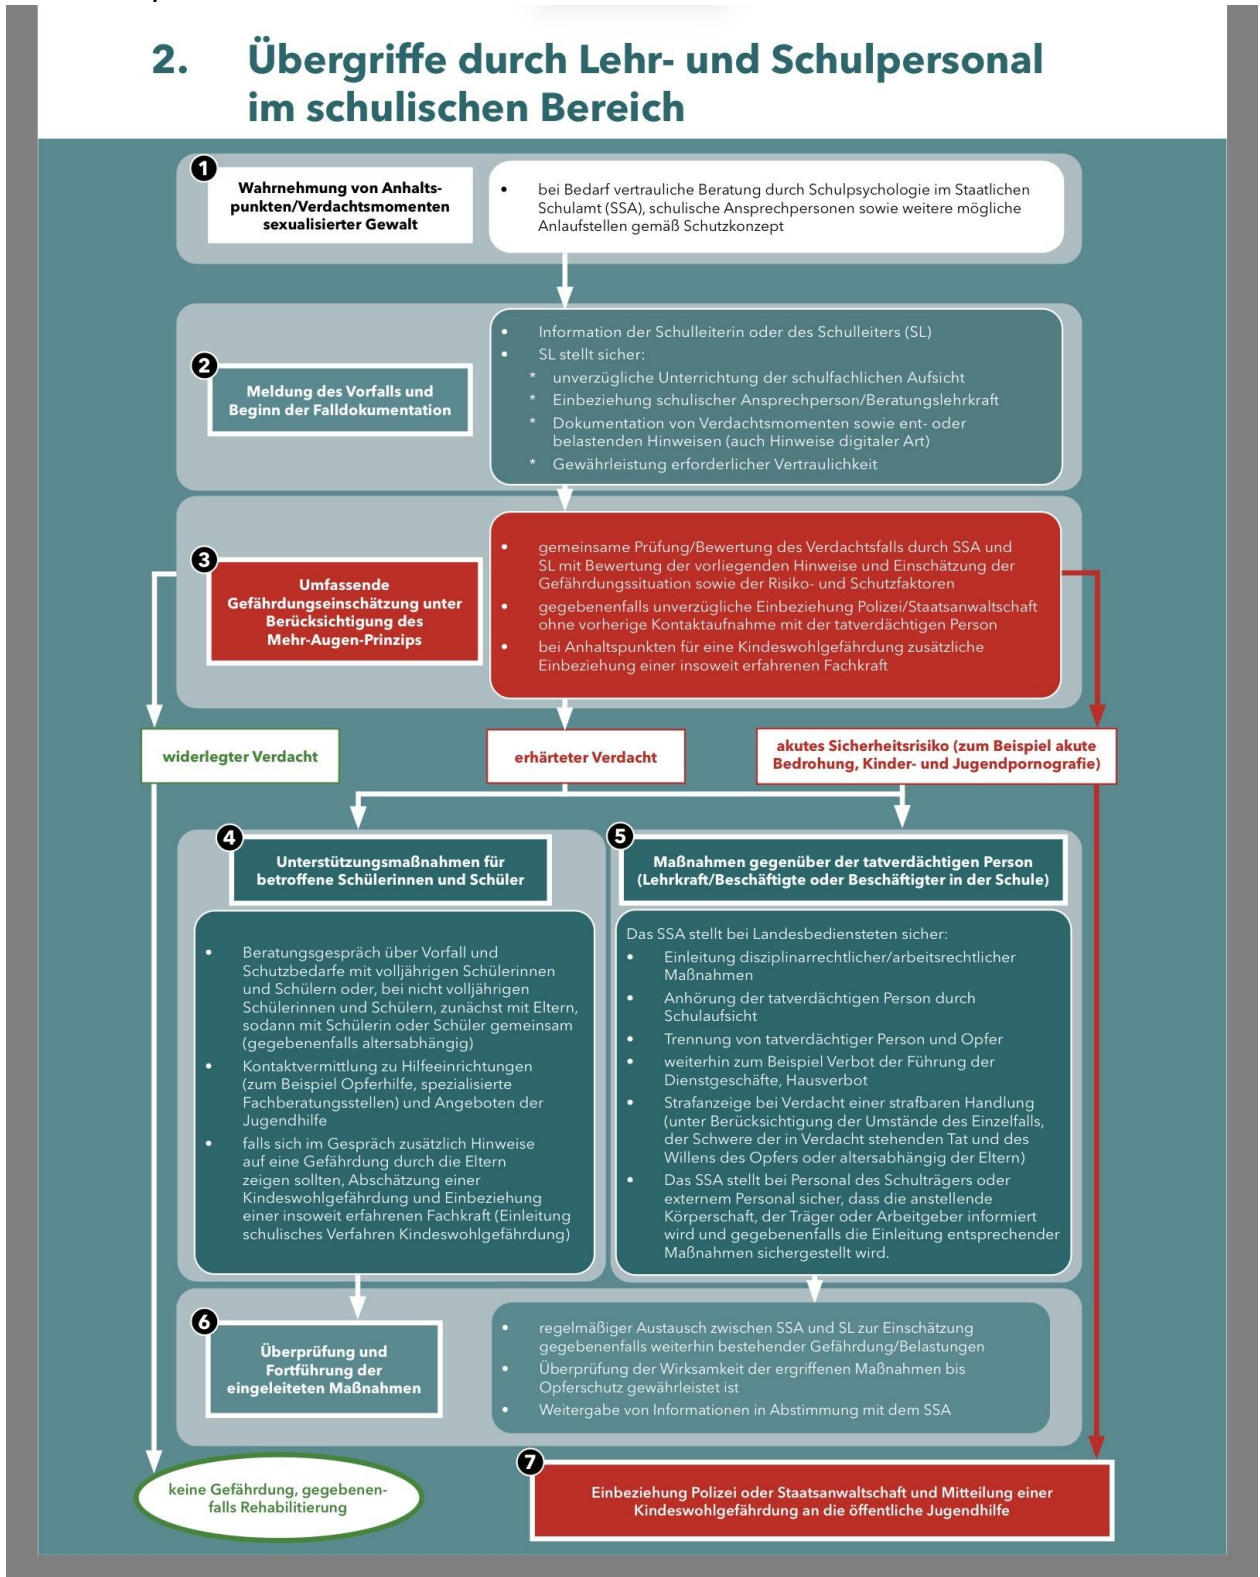 2. Übergriffe durch Lehr- und Schulpersonal
im schulischen Bereich
1
Wahrnehmung von Anhalts-
punkten/Verdachtsmomenten
sexualisierter Gewalt
• bei Bedarf vertrauliche Beratung durch Schulpsychologie im Staatlichen
Schulamt (SSA), schulische Ansprechpersonen sowie weitere mögliche
Anlaufstellen gemäß Schutzkonzept
2
Meldung des Vorfalls und
Beginn der Falldokumentation
• Information der Schulleiterin oder des Schulleiters (SL)
• SL stellt sicher:
* unverzügliche Unterrichtung der schulfachlichen Aufsicht
* Einbeziehung schulischer Ansprechperson/Beratungslehrkraft
* Dokumentation von Verdachtsmomenten sowie ent- oder
belastenden Hinweisen (auch Hinweise digitaler Art)
* Gewährleistung erforderlicher Vertraulichkeit
3
Umfassende
Gefährdungseinschätzung unter
Berücksichtigung des
Mehr-Augen-Prinzips
• gemeinsame Prüfung/Bewertung des Verdachtsfalls durch SSA und
SL mit Bewertung der vorliegenden Hinweise und Einschätzung der
Gefährdungssituation sowie der Risiko- und Schutzfaktoren
• gegebenenfalls unverzügliche Einbeziehung Polizei/Staatsanwaltschaft
ohne vorherige Kontaktaufnahme mit der tatverdächtigen Person
• bei Anhaltspunkten für eine Kindeswohlgefährdung zusätzliche
Einbeziehung einer insoweit erfahrenen Fachkraft
widerlegter Verdacht
erhärteter Verdacht
akutes Sicherheitsrisiko (zum Beispiel akute
Bedrohung, Kinder- und Jugendpornografie)
4
Unterstützungsmaßnahmen für
betroffene Schülerinnen und Schüler
• Beratungsgespräch über Vorfall und
Schutzbedarfe mit volljährigen Schülerinnen
und Schülern oder, bei nicht volljährigen
Schülerinnen und Schülern, zunächst mit Eltern,
sodann mit Schülerin oder Schüler gemeinsam
(gegebenenfalls altersabhängig)
• Kontaktvermittlung zu Hilfeeinrichtungen
(zum Beispiel Opferhilfe, spezialisierte
Fachberatungsstellen) und Angeboten der
Jugendhilfe
• falls sich im Gespräch zusätzlich Hinweise
auf eine Gefährdung durch die Eltern
zeigen sollten, Abschätzung einer
Kindeswohlgefährdung und Einbeziehung
einer insoweit erfahrenen Fachkraft (Einleitung
schulisches Verfahren Kindeswohlgefährdung)
5
Maßnahmen gegenüber der tatverdächtigen Person
(Lehrkraft/Beschäftigte oder Beschäftigter in der Schule)
Das SSA stellt bei Landesbediensteten sicher:
• Einleitung disziplinarrechtlicher/arbeitsrechtlicher
Maßnahmen
• Anhörung der tatverdächtigen Person durch
Schulaufsicht
• Trennung von tatverdächtiger Person und Opfer
• weiterhin zum Beispiel Verbot der Führung der
Dienstgeschäfte, Hausverbot
• Strafanzeige bei Verdacht einer strafbaren Handlung
(unter Berücksichtigung der Umstände des Einzelfalls,
der Schwere der in Verdacht stehenden Tat und des
Willens des Opfers oder altersabhängig der Eltern)
• Das SSA stellt bei Personal des Schulträgers oder
externem Personal sicher, dass die anstellende
Körperschaft, der Träger oder Arbeitgeber informiert
wird und gegebenenfalls die Einleitung entsprechender
Maßnahmen sichergestellt wird.
6
Überprüfung und
Fortführung der
eingeleiteten Maßnahmen
• regelmäßiger Austausch zwischen SSA und SL zur Einschätzung
gegebenenfalls weiterhin bestehender Gefährdung/Belastungen
• Überprüfung der Wirksamkeit der ergriffenen Maßnahmen bis
Opferschutz gewährleistet ist
• Weitergabe von Informationen in Abstimmung mit dem SSA
keine Gefährdung, gegebenen-
falls Rehabilitierung
7
Einbeziehung Polizei oder Staatsanwaltschaft und Mitteilung einer
Kindeswohlgefährdung an die öffentliche Jugendhilfe